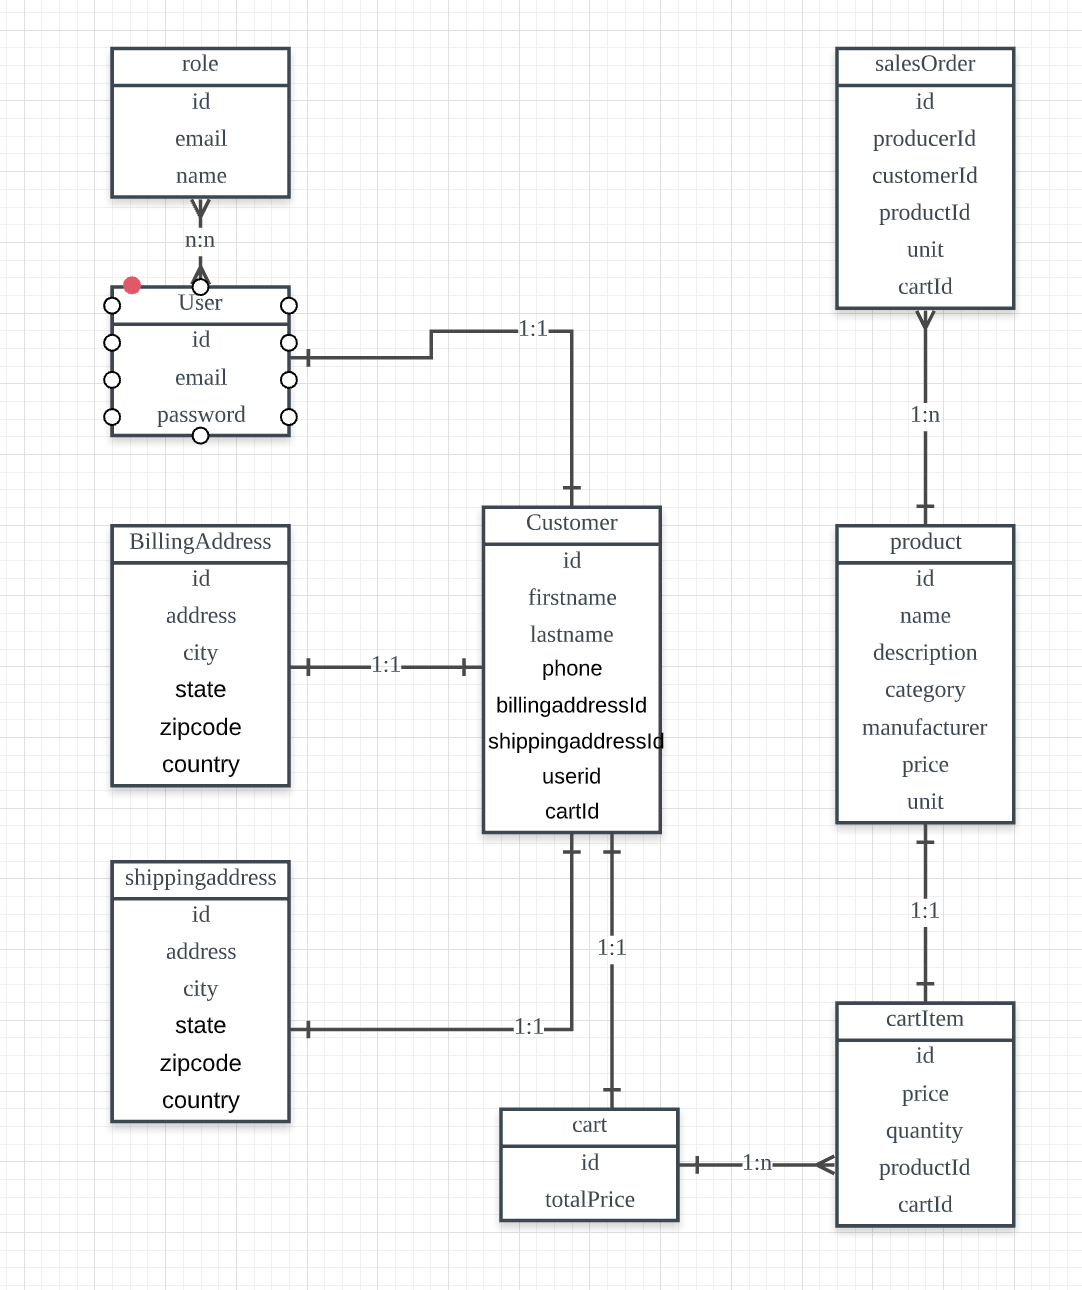 role
id
email
name
n:n
User
id
email
password
1:1
BillingAddress
id
address
city
state
zipcode
country
1:1
Customer
id
firstname
lastname
phone
billingaddressId
shippingaddressId
userid
cartId
shippingaddress
id
address
city
state
zipcode
country
1:1
1:1
cart
id
totalPrice
1:n
salesOrder
id
producerId
customerId
productId
unit
cartId
1:n
product
id
name
description
category
manufacturer
price
unit
1:1
cartItem
id
price
quantity
productId
cartId